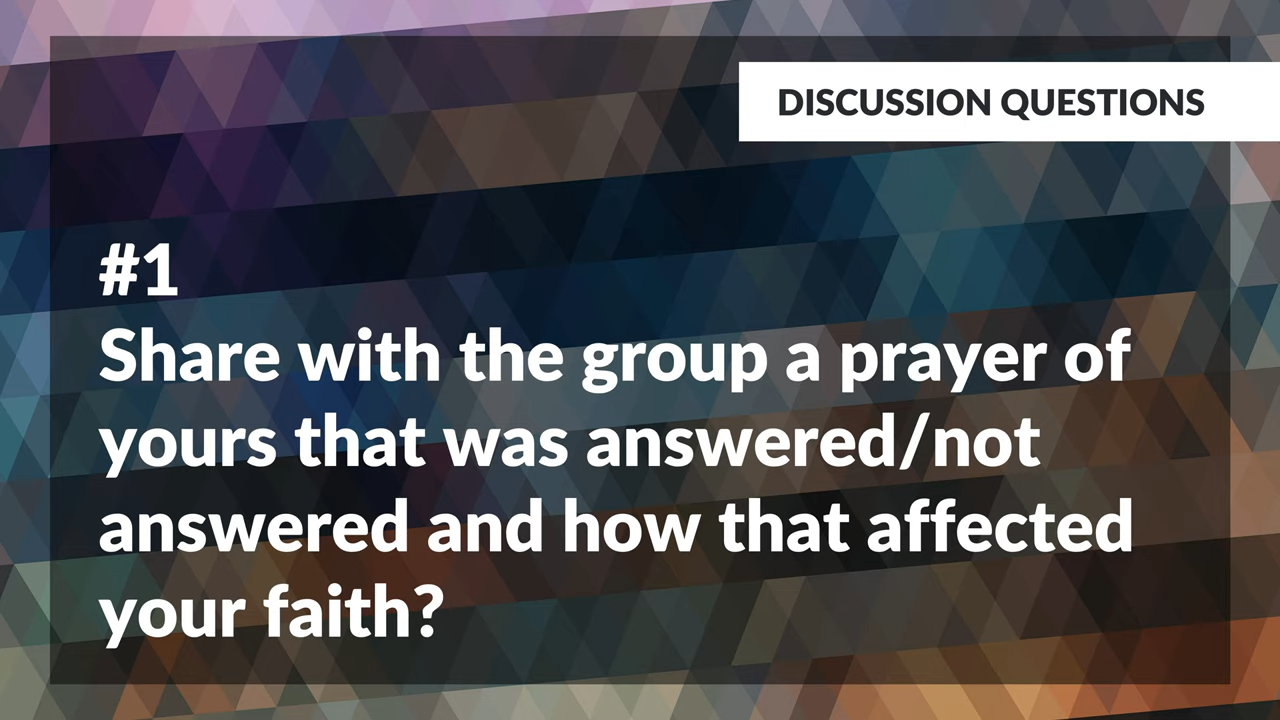 DISCUSSION QUESTIONS
#1
Share with the group a prayer of
yours that was answered/not
answered and how that affected
your faith?